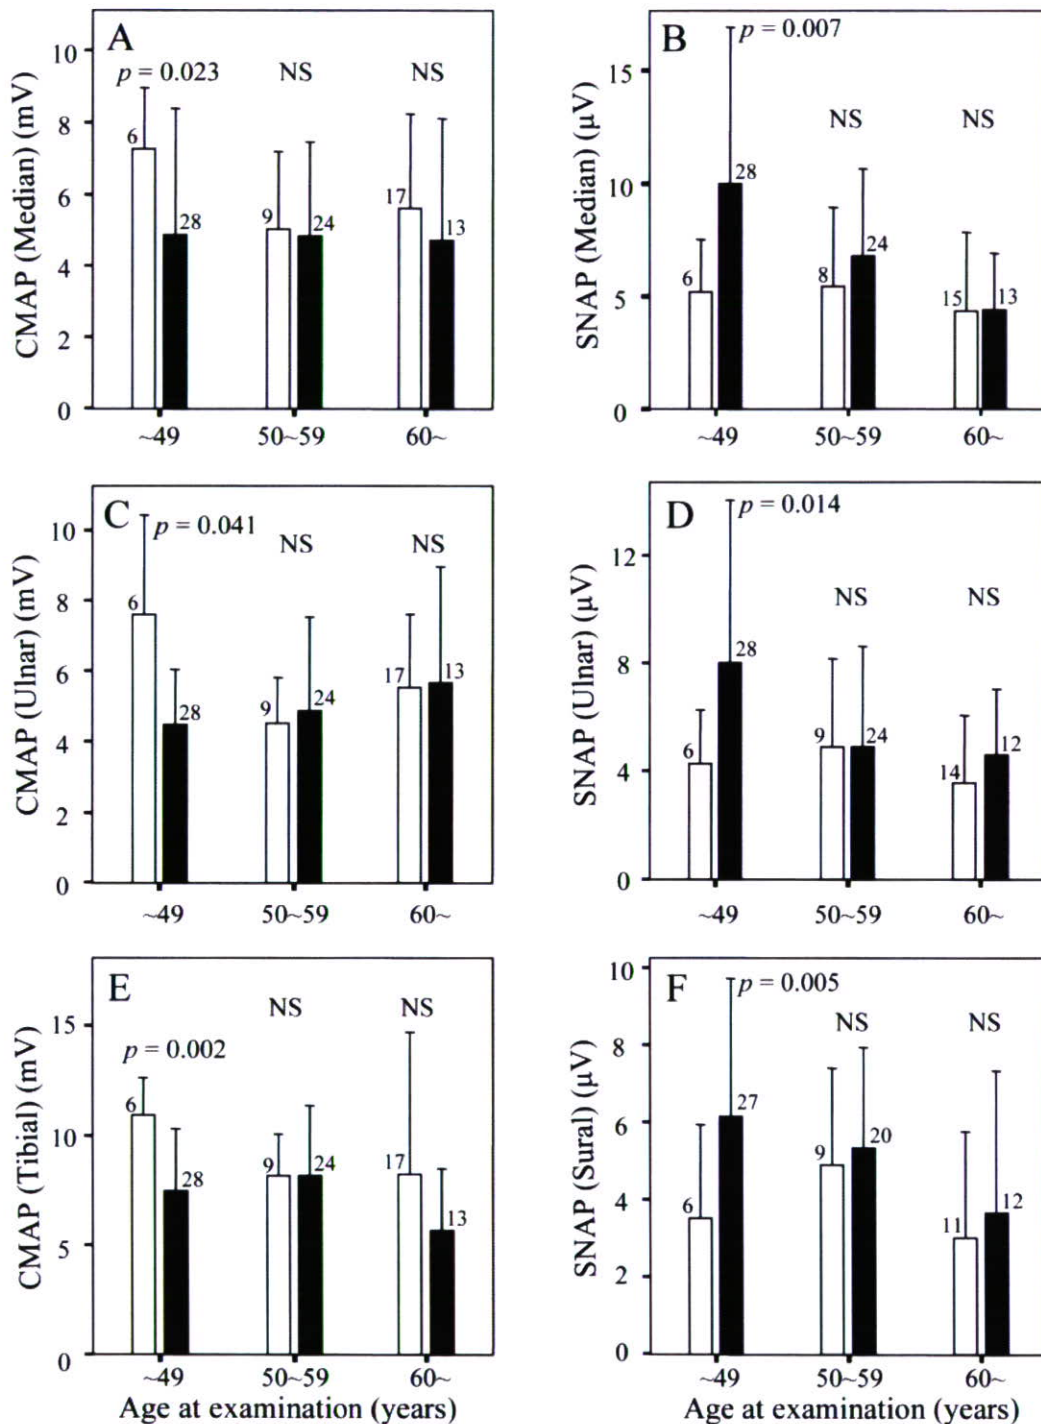 A
CMAP (Median) (mV)
10
8
6
4
2
0
p = 0.023
NS
NS
6
28
9
24
17
13
~49
50~59
60~
B
SNAP (Median) (µV)
15
10
5
0
p = 0.007
NS
NS
6
28
8
24
15
13
~49
50~59
60~
C
CMAP (Ulnar) (mV)
10
8
6
4
2
0
p = 0.041
NS
NS
6
28
9
24
17
13
~49
50~59
60~
D
SNAP (Ulnar) (µV)
12
8
4
0
p = 0.014
NS
NS
6
28
9
24
14
12
~49
50~59
60~
E
CMAP (Tibial) (mV)
15
10
5
0
p = 0.002
NS
NS
6
28
9
24
17
13
~49
50~59
60~
Age at examination (years)
F
SNAP (Sural) (µV)
10
8
6
4
2
0
p = 0.005
NS
NS
6
27
9
20
11
12
~49
50~59
60~
Age at examination (years)